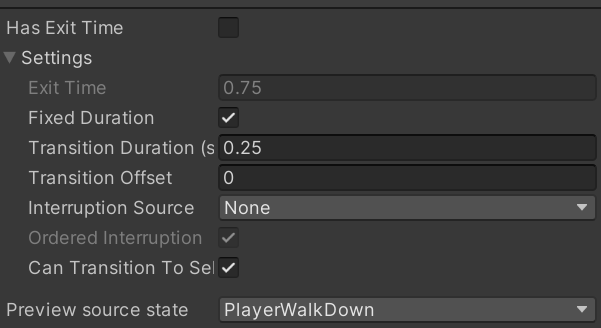 Has Exit Time
Settings
Exit Time 0.75
Fixed Duration
Transition Duration (s 0.25
Transition Offset 0
Interruption Source None
Ordered Interruption
Can Transition To Sel
Preview source state PlayerWalkDown